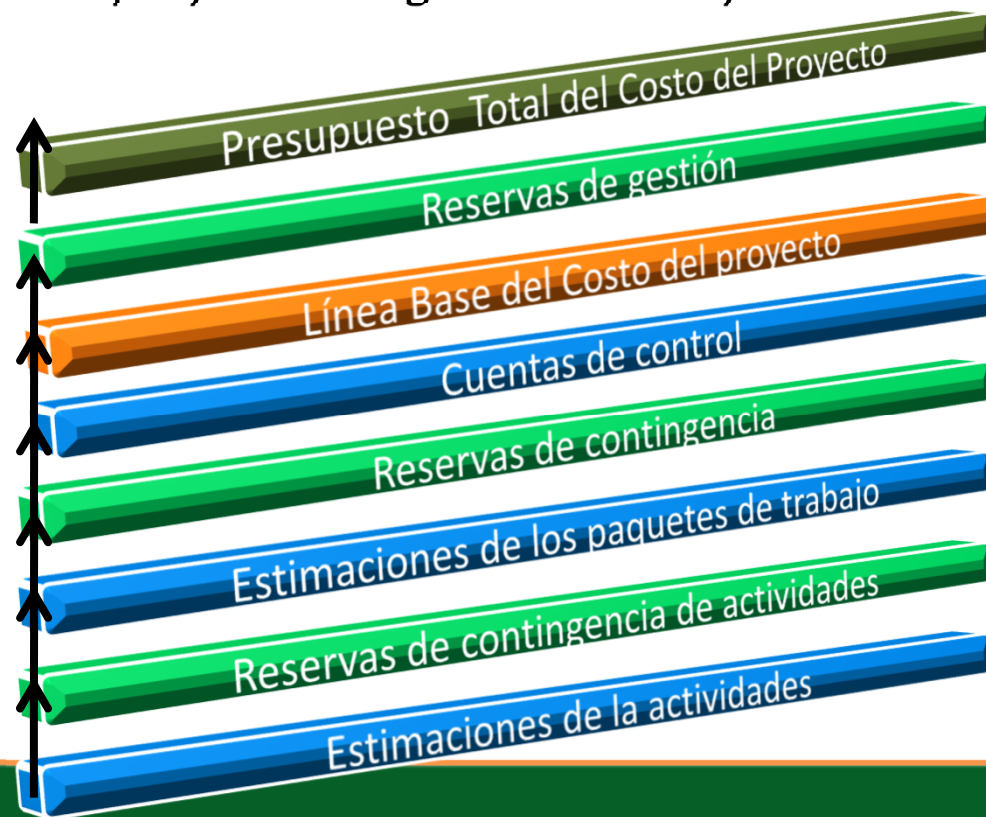 Presupuesto Total del Costo del Proyecto
Reservas de gestión
Línea Base del Costo del proyecto
Cuentas de control
Reservas de contingencia
Estimaciones de los paquetes de trabajo
Reservas de contingencia de actividades
Estimaciones de la actividades